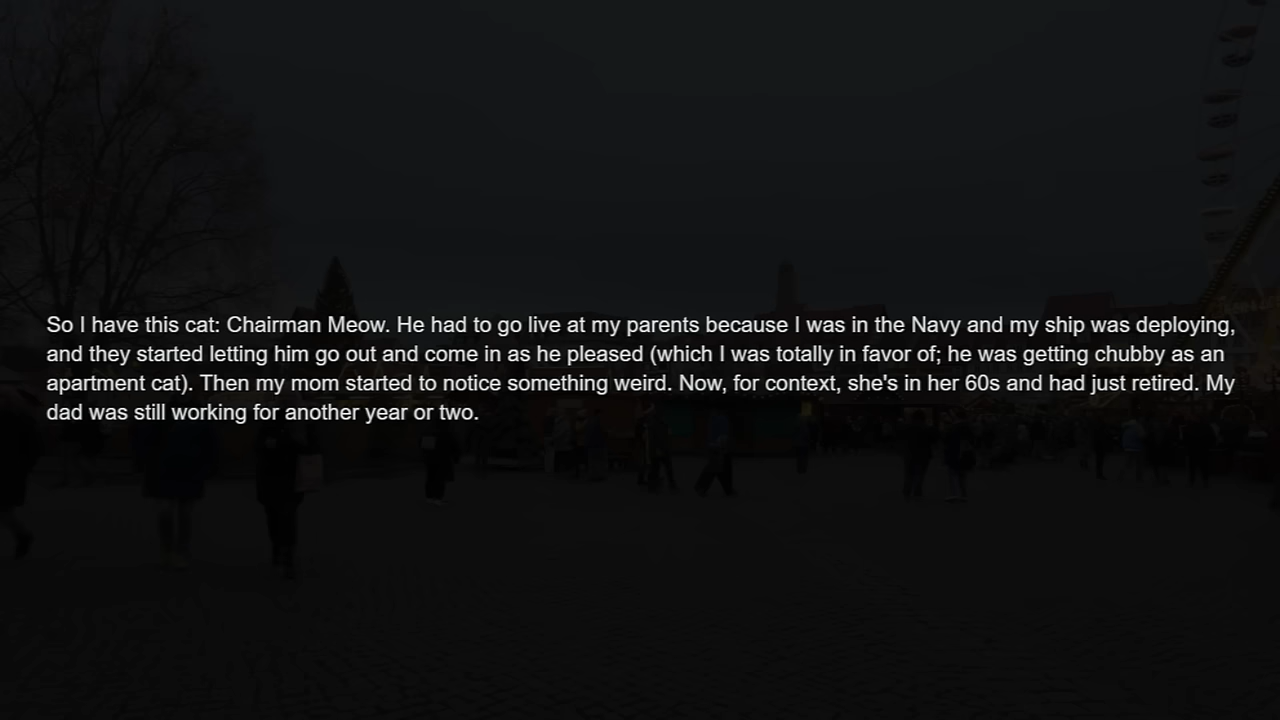 So I have this cat: Chairman Meow. He had to go live at my parents because I was in the Navy and my ship was deploying,
and they started letting him go out and come in as he pleased (which I was totally in favor of; he was getting chubby as an
apartment cat). Then my mom started to notice something weird. Now, for context, she's in her 60s and had just retired. My
dad was still working for another year or two.